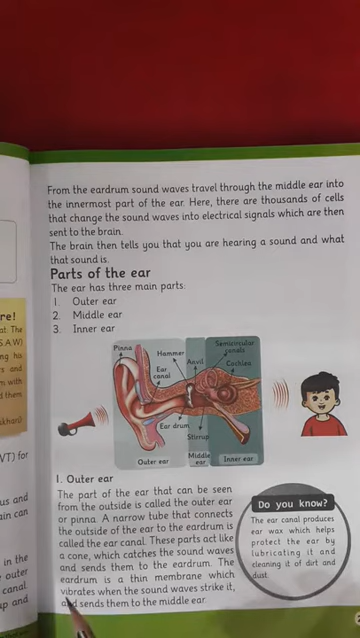 From the eardrum sound waves travel through the middle ear into
the innermost part of the ear. Here, there are thousands of cells
that change the sound waves into electrical signals which are then
sent to the brain.
The brain then tells you that you are hearing a sound and what
that sound is.
Parts of the ear
The ear has three main parts:
1. Outer ear
2. Middle ear
3. Inner ear
Pinna
Hammer
Anvil
Semicircular
canals
Cochlea
Ear
canal
Ear drum
Stirrup
Outer ear
Middle
ear
Inner ear
1. Outer ear
The part of the ear that can be seen
from the outside is called the outer ear
or pinna. A narrow tube that connects
the outside of the ear to the eardrum is
called the ear canal. These parts act like
a cone, which catches the sound waves
and sends them to the eardrum. The
eardrum is a thin membrane which
vibrates when the sound waves strike it,
and sends them to the middle ear.
Do you know?
The ear canal produces
ear wax which helps
protect the ear by
lubricating it and
cleaning it of dirt and
dust.
re!
at. The
S.A.W)
ng his
s and
m with
d them
khari)
VT) for
us and
ain can
in the
outer
canal
up and